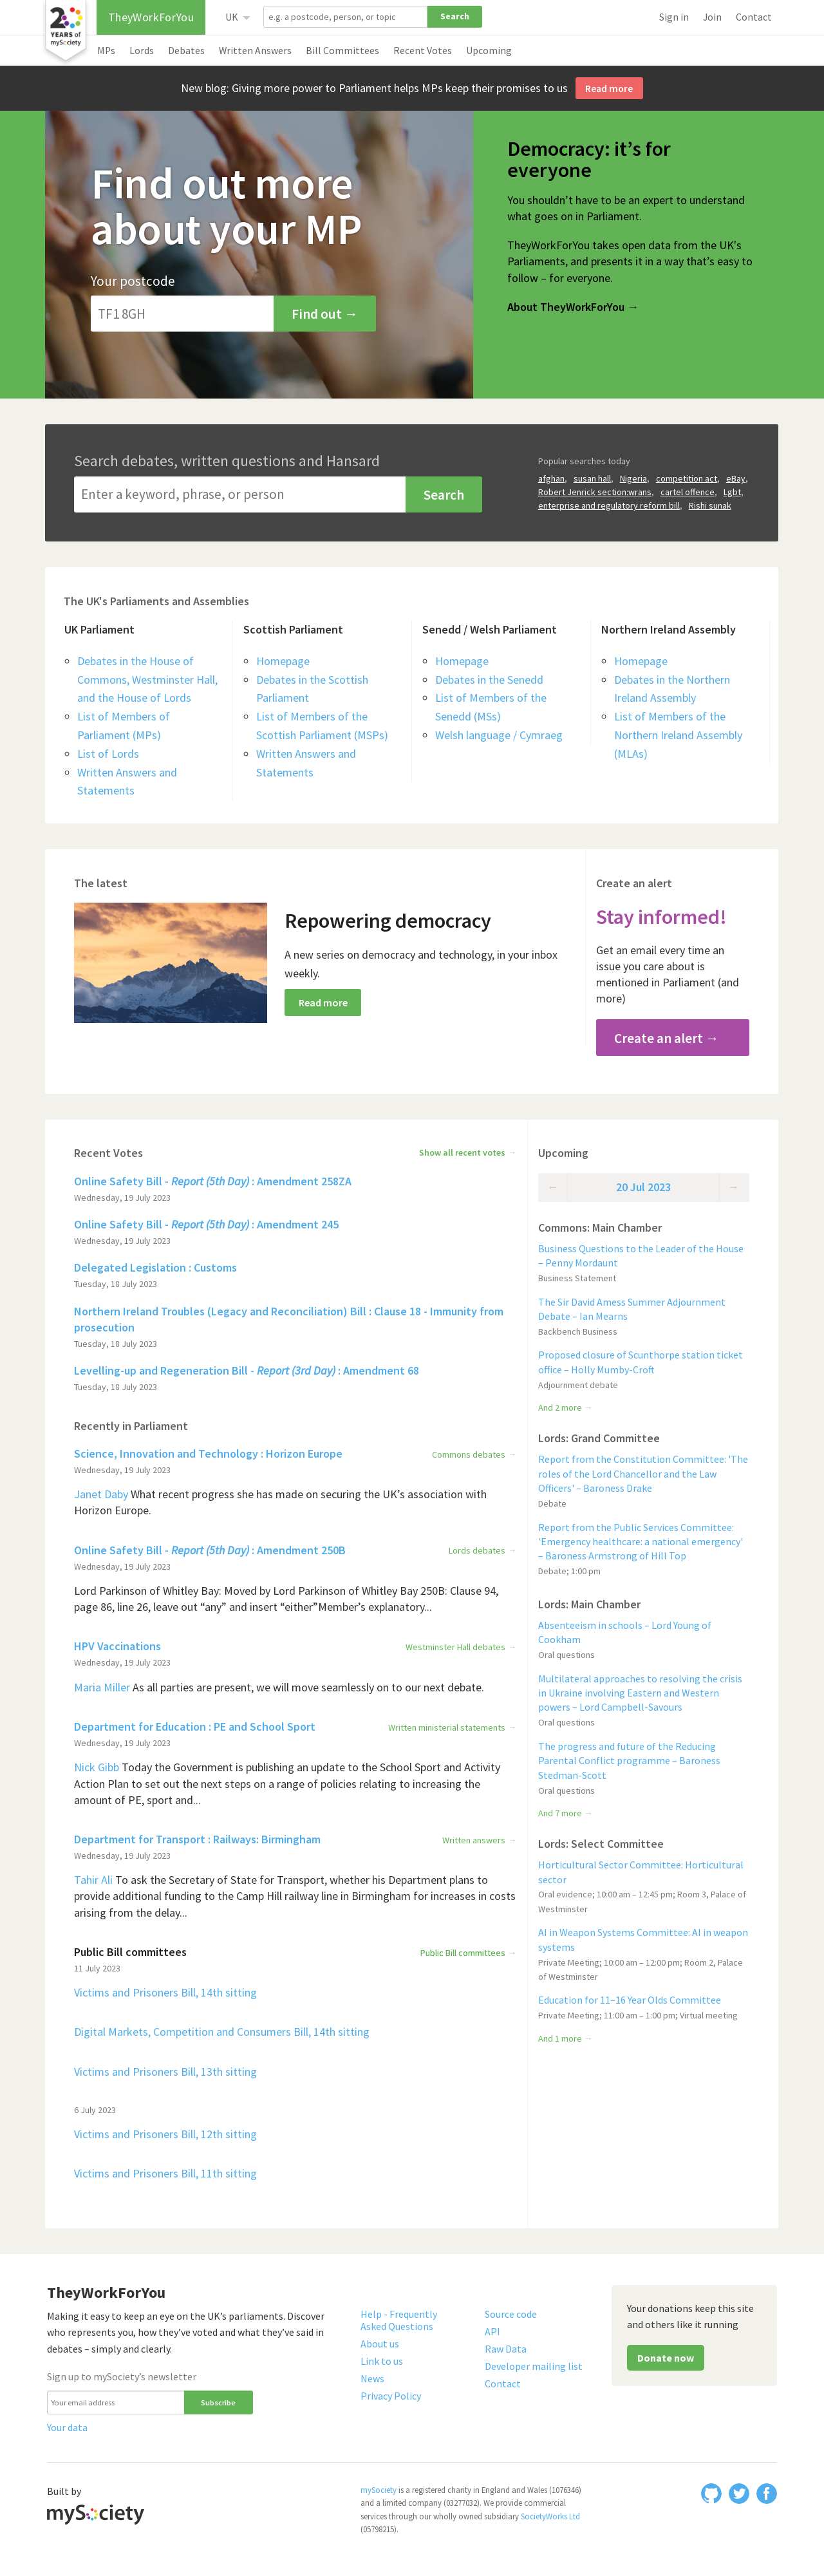 20
YEARS of
mySociety
TheyWorkForYou
UK
e.g. a postcode, person, or topic
Search
Sign in
Join
Contact
MPs
Lords
Debates
Written Answers
Bill Committees
Recent Votes
Upcoming
New blog: Giving more power to Parliament helps MPs keep their promises to us
Read more
Find out more
about your MP
Your postcode
TF1 8GH
Find out →
Democracy: it’s for
everyone
You shouldn’t have to be an expert to understand
what goes on in Parliament.
TheyWorkForYou takes open data from the UK's
Parliaments, and presents it in a way that’s easy to
follow – for everyone.
About TheyWorkForYou →
Search debates, written questions and Hansard
Enter a keyword, phrase, or person
Search
Popular searches today
afghan, susan hall, Nigeria, competition act, eBay,
Robert Jenrick section:wrans, cartel offence, Lgbt,
enterprise and regulatory reform bill, Rishi sunak
The UK's Parliaments and Assemblies
UK Parliament
Debates in the House of
Commons, Westminster Hall,
and the House of Lords
List of Members of
Parliament (MPs)
List of Lords
Written Answers and
Statements
Scottish Parliament
Homepage
Debates in the Scottish
Parliament
List of Members of the
Scottish Parliament (MSPs)
Written Answers and
Statements
Senedd / Welsh Parliament
Homepage
Debates in the Senedd
List of Members of the
Senedd (MSs)
Welsh language / Cymraeg
Northern Ireland Assembly
Homepage
Debates in the Northern
Ireland Assembly
List of Members of the
Northern Ireland Assembly
(MLAs)
The latest
Repowering democracy
A new series on democracy and technology, in your inbox
weekly.
Read more
Create an alert
Stay informed!
Get an email every time an
issue you care about is
mentioned in Parliament (and
more)
Create an alert →
Recent Votes
Show all recent votes →
Online Safety Bill - Report (5th Day) : Amendment 258ZA
Wednesday, 19 July 2023
Online Safety Bill - Report (5th Day) : Amendment 245
Wednesday, 19 July 2023
Delegated Legislation : Customs
Tuesday, 18 July 2023
Northern Ireland Troubles (Legacy and Reconciliation) Bill : Clause 18 - Immunity from
prosecution
Tuesday, 18 July 2023
Levelling-up and Regeneration Bill - Report (3rd Day) : Amendment 68
Tuesday, 18 July 2023
Recently in Parliament
Science, Innovation and Technology : Horizon Europe
Commons debates →
Wednesday, 19 July 2023
Janet Daby What recent progress she has made on securing the UK’s association with
Horizon Europe.
Online Safety Bill - Report (5th Day) : Amendment 250B
Lords debates →
Wednesday, 19 July 2023
Lord Parkinson of Whitley Bay: Moved by Lord Parkinson of Whitley Bay 250B: Clause 94,
page 86, line 26, leave out “any” and insert “either”Member’s explanatory...
HPV Vaccinations
Westminster Hall debates →
Wednesday, 19 July 2023
Maria Miller As all parties are present, we will move seamlessly on to our next debate.
Department for Education : PE and School Sport
Written ministerial statements →
Wednesday, 19 July 2023
Nick Gibb Today the Government is publishing an update to the School Sport and Activity
Action Plan to set out the next steps on a range of policies relating to increasing the
amount of PE, sport and...
Department for Transport : Railways: Birmingham
Written answers →
Wednesday, 19 July 2023
Tahir Ali To ask the Secretary of State for Transport, whether his Department plans to
provide additional funding to the Camp Hill railway line in Birmingham for increases in costs
arising from the delay...
Public Bill committees
Public Bill committees →
11 July 2023
Victims and Prisoners Bill, 14th sitting
Digital Markets, Competition and Consumers Bill, 14th sitting
Victims and Prisoners Bill, 13th sitting
6 July 2023
Victims and Prisoners Bill, 12th sitting
Victims and Prisoners Bill, 11th sitting
Upcoming
← 20 Jul 2023 →
Commons: Main Chamber
Business Questions to the Leader of the House
– Penny Mordaunt
Business Statement
The Sir David Amess Summer Adjournment
Debate – Ian Mearns
Backbench Business
Proposed closure of Scunthorpe station ticket
office – Holly Mumby-Croft
Adjournment debate
And 2 more →
Lords: Grand Committee
Report from the Constitution Committee: 'The
roles of the Lord Chancellor and the Law
Officers' – Baroness Drake
Debate
Report from the Public Services Committee:
'Emergency healthcare: a national emergency'
– Baroness Armstrong of Hill Top
Debate; 1:00 pm
Lords: Main Chamber
Absenteeism in schools – Lord Young of
Cookham
Oral questions
Multilateral approaches to resolving the crisis
in Ukraine involving Eastern and Western
powers – Lord Campbell-Savours
Oral questions
The progress and future of the Reducing
Parental Conflict programme – Baroness
Stedman-Scott
Oral questions
And 7 more →
Lords: Select Committee
Horticultural Sector Committee: Horticultural
sector
Oral evidence; 10:00 am – 12:45 pm; Room 3, Palace of
Westminster
AI in Weapon Systems Committee: AI in weapon
systems
Private Meeting; 10:00 am – 12:00 pm; Room 2, Palace
of Westminster
Education for 11–16 Year Olds Committee
Private Meeting; 11:00 am – 1:00 pm; Virtual meeting
And 1 more →
TheyWorkForYou
Making it easy to keep an eye on the UK’s parliaments. Discover
who represents you, how they’ve voted and what they’ve said in
debates – simply and clearly.
Sign up to mySociety’s newsletter
Your email address
Subscribe
Your data
Help - Frequently
Asked Questions
About us
Link to us
News
Privacy Policy
Source code
API
Raw Data
Developer mailing list
Contact
Your donations keep this site
and others like it running
Donate now
Built by
mySociety
mySociety is a registered charity in England and Wales (1076346)
and a limited company (03277032). We provide commercial
services through our wholly owned subsidiary SocietyWorks Ltd
(05798215).